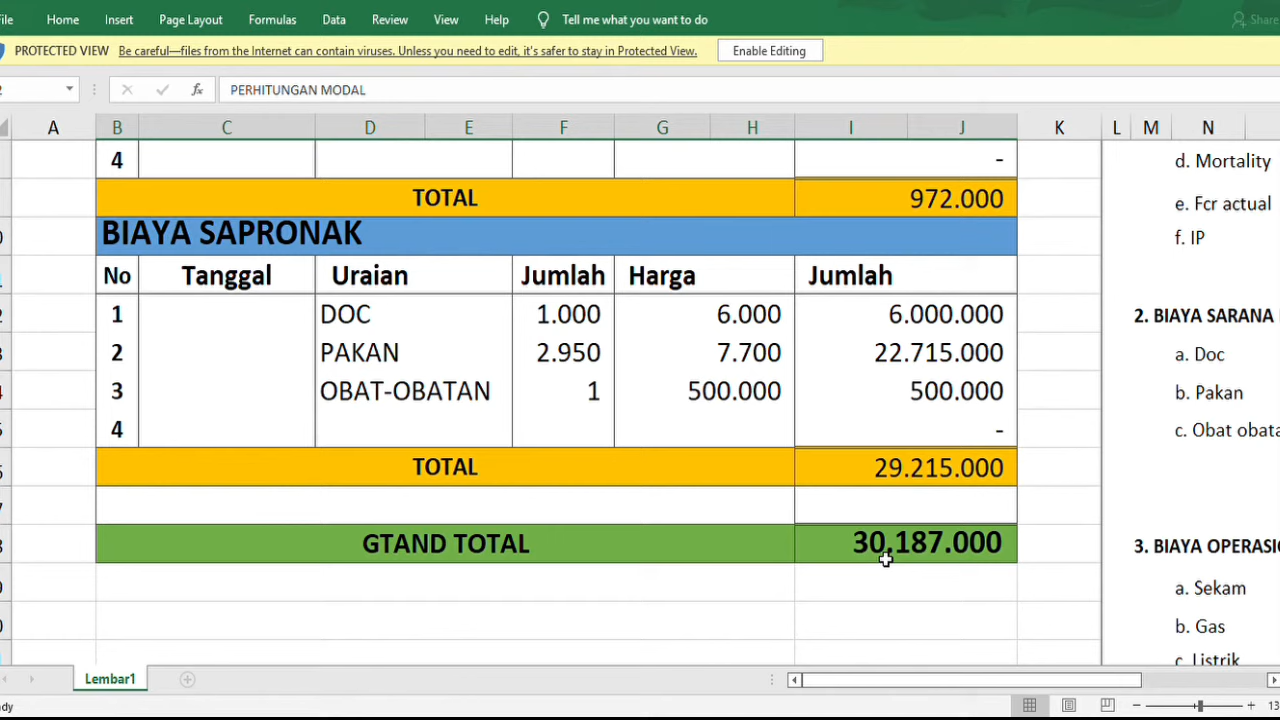 File Home Insert Page Layout Formulas Data Review View Help Tell me what you want to do Share
PROTECTED VIEW Be careful—files from the Internet can contain viruses. Unless you need to edit, it's safer to stay in Protected View. Enable Editing
fx PERHITUNGAN MODAL
A B C D E F G H I J K L M N
4 -
TOTAL 972.000
BIAYA SAPRONAK
No Tanggal Uraian Jumlah Harga Jumlah
1 DOC 1.000 6.000 6.000.000
2 PAKAN 2.950 7.700 22.715.000
3 OBAT-OBATAN 1 500.000 500.000
4 -
TOTAL 29.215.000
GTAND TOTAL 30.187.000
d. Mortality
e. Fcr actual
f. IP
2. BIAYA SARANA
a. Doc
b. Pakan
c. Obat obata
3. BIAYA OPERASI
a. Sekam
b. Gas
c. Listrik
Lembar1